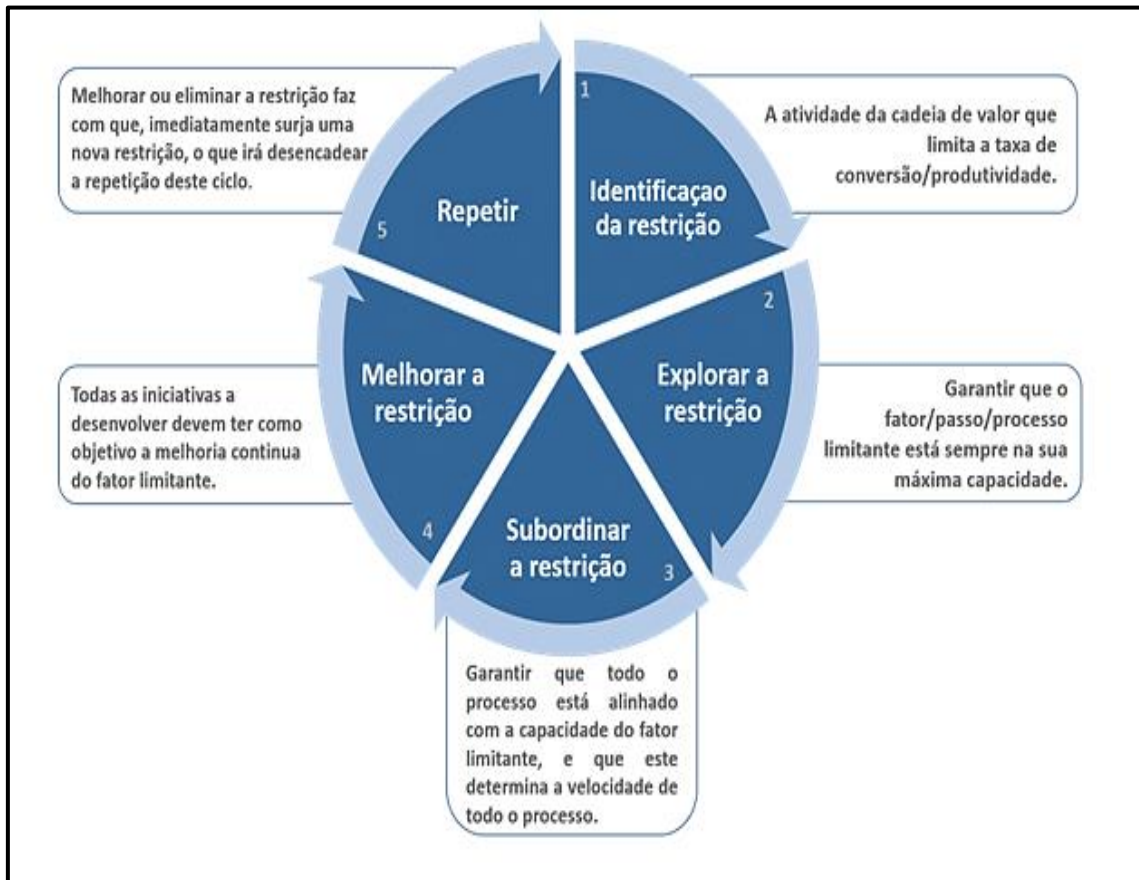 1
Identificaçao
da restrição
A atividade da cadeia de valor que
limita a taxa de
conversão/produtividade.
2
Explorar a
restrição
Garantir que o
fator/passo/processo
limitante está sempre na sua
máxima capacidade.
3
Subordinar
a restrição
Garantir que todo o
processo está alinhado
com a capacidade do fator
limitante, e que este
determina a velocidade de
todo o processo.
4
Melhorar a
restrição
Todas as iniciativas a
desenvolver devem ter como
objetivo a melhoria continua
do fator limitante.
5
Repetir
Melhorar ou eliminar a restrição faz
com que, imediatamente surja uma
nova restrição, o que irá desencadear
a repetição deste ciclo.